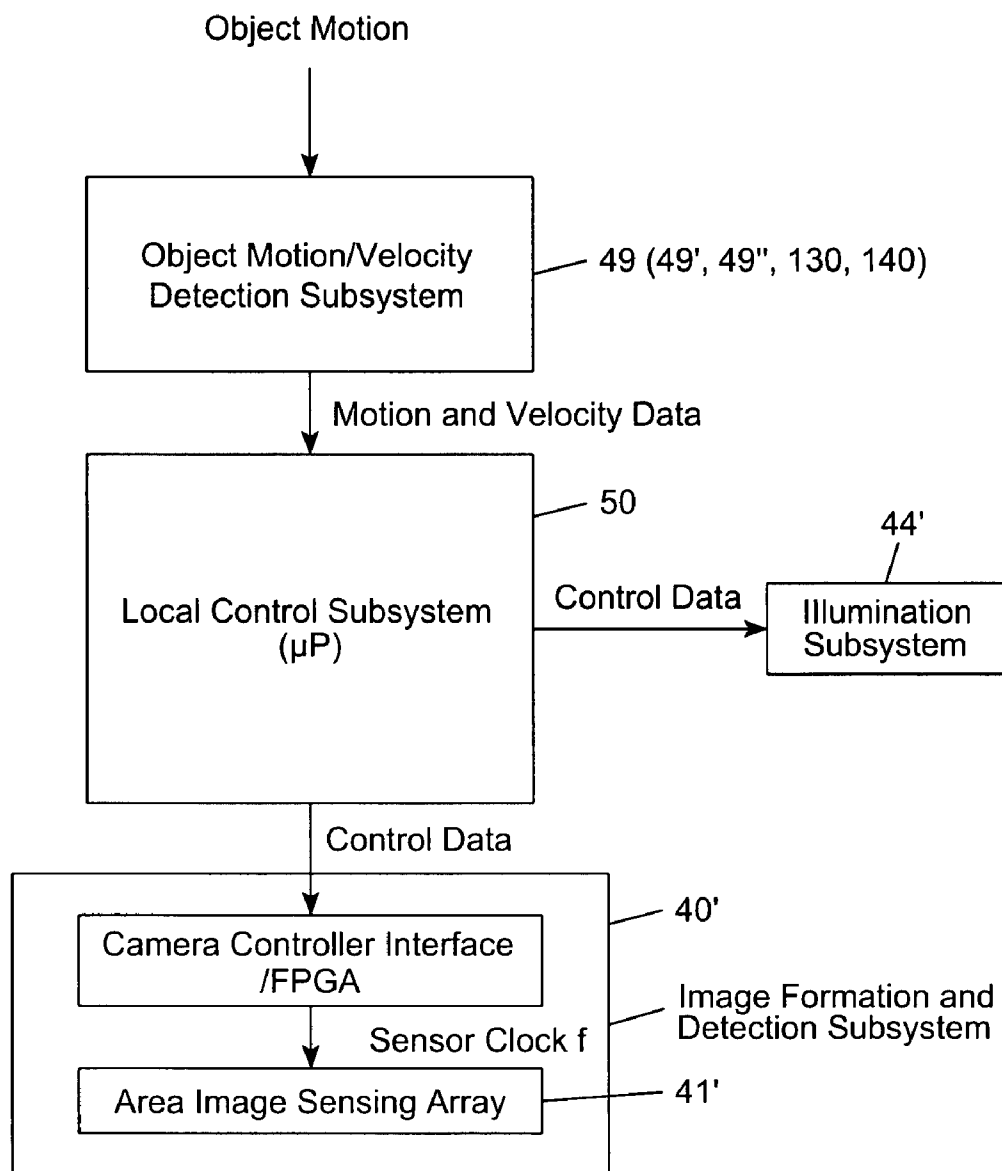 Object Motion
Object Motion/Velocity
Detection Subsystem
49 (49', 49", 130, 140)
Motion and Velocity Data
50
44'
Local Control Subsystem
(µP)
Control Data
Illumination
Subsystem
Control Data
40'
Camera Controller Interface
/FPGA
Image Formation and
Detection Subsystem
Sensor Clock f
Area Image Sensing Array
41'